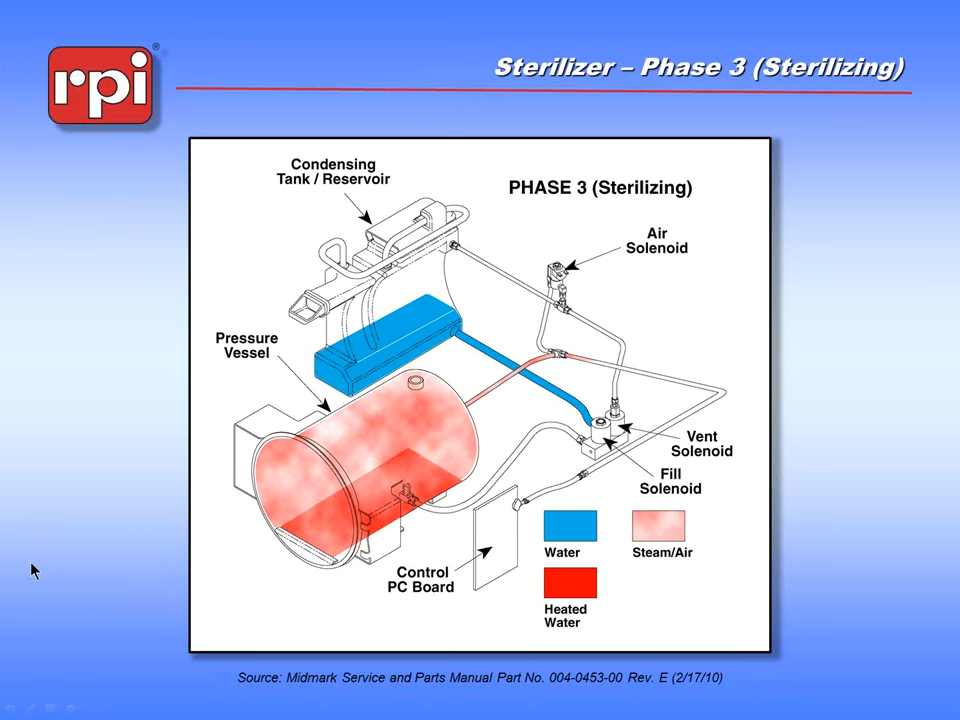 rpi®
Sterilizer – Phase 3 (Sterilizing)
Condensing
Tank / Reservoir
PHASE 3 (Sterilizing)
Air
Solenoid
Pressure
Vessel
Vent
Solenoid
Fill
Solenoid
Control
PC Board
Water
Steam/Air
Heated
Water
Source: Midmark Service and Parts Manual Part No. 004-0453-00 Rev. E (2/17/10)